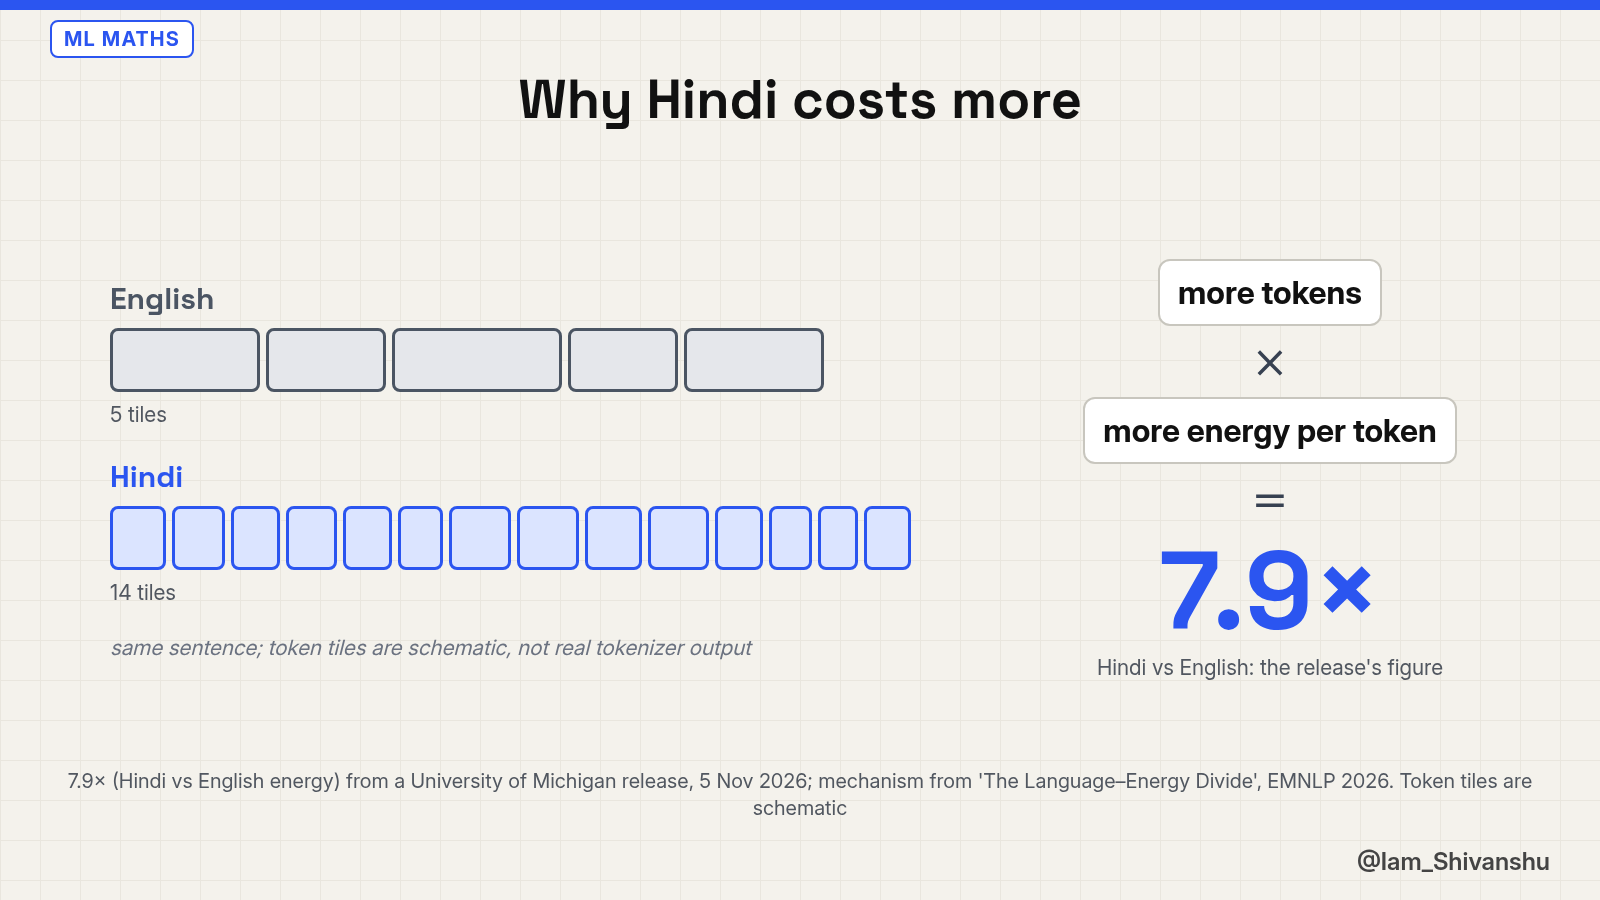 ML MATHS
Why Hindi costs more
English
5 tiles
Hindi
14 tiles
same sentence; token tiles are schematic, not real tokenizer output
more tokens
×
more energy per token
=
7.9×
Hindi vs English: the release's figure
7.9× (Hindi vs English energy) from a University of Michigan release, 5 Nov 2026; mechanism from 'The Language–Energy Divide', EMNLP 2026. Token tiles are
schematic
@Iam_Shivanshu